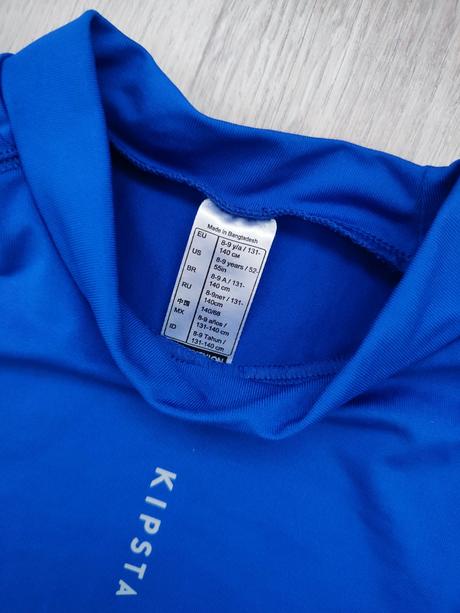 Made in Bangladesh
EU 8-9 y/a / 131-
140 см
US 8-9 years / 52-
55in
BR 8-9 A / 131-
140 cm
RU 8-9лет / 131-
140cm
中国 140/68
MX 8-9 años /
131-140 cm
ID 8-9 Tahun /
131-140 cm
KIPSTA